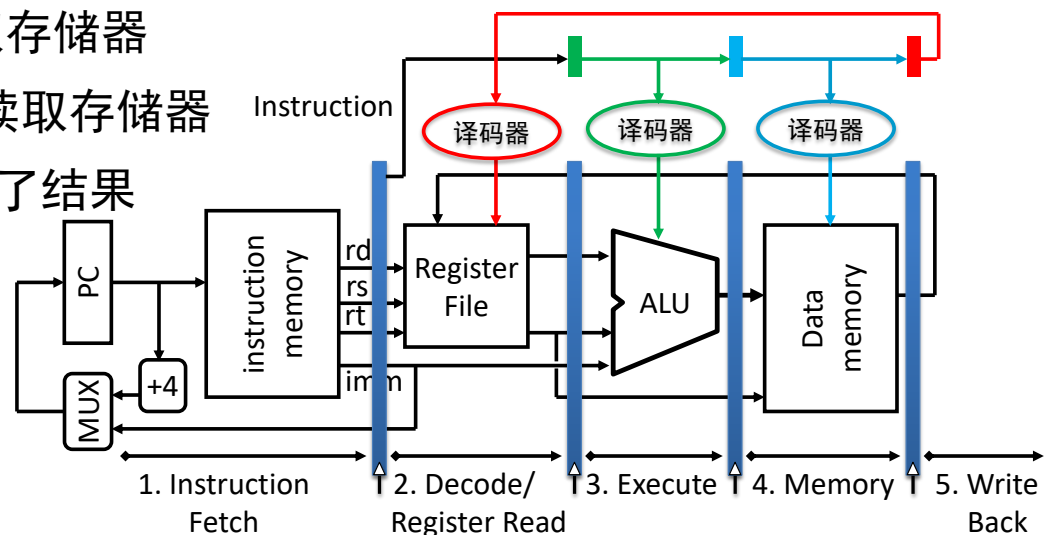 存储器
读取存储器
了结果
Instruction
译码器
译码器
译码器
PC
+4
MUX
instruction
memory
rd
rs
rt
imm
Register
File
ALU
Data
memory
1. Instruction
Fetch
2. Decode/
Register Read
3. Execute
4. Memory
5. Write
Back